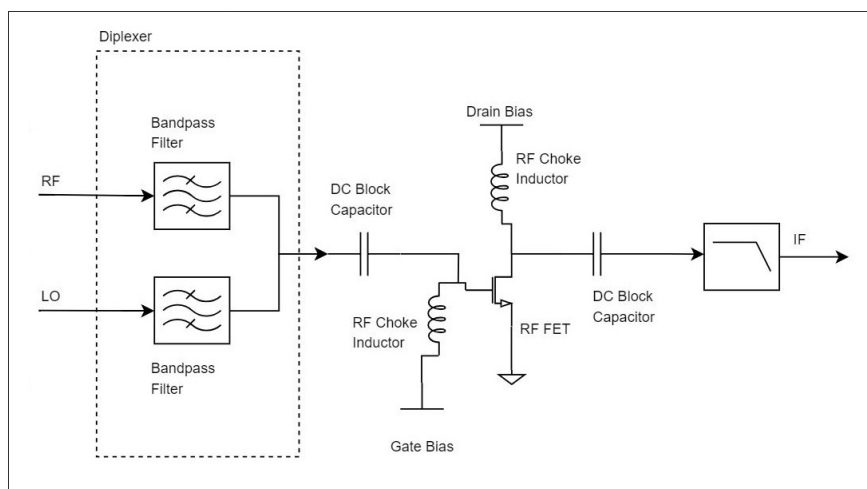 Diplexer
Bandpass
Filter
RF
LO
Bandpass
Filter
DC Block
Capacitor
RF Choke
Inductor
Gate Bias
Drain Bias
RF Choke
Inductor
RF FET
DC Block
Capacitor
IF